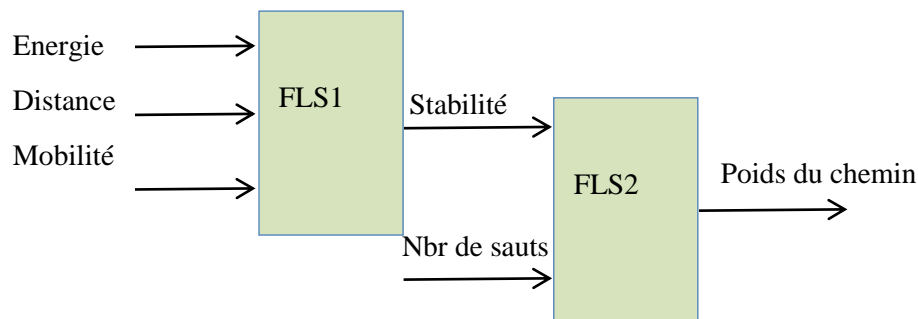 Energie
Distance
Mobilité
FLS1
Stabilité
Nbr de sauts
FLS2
Poids du chemin